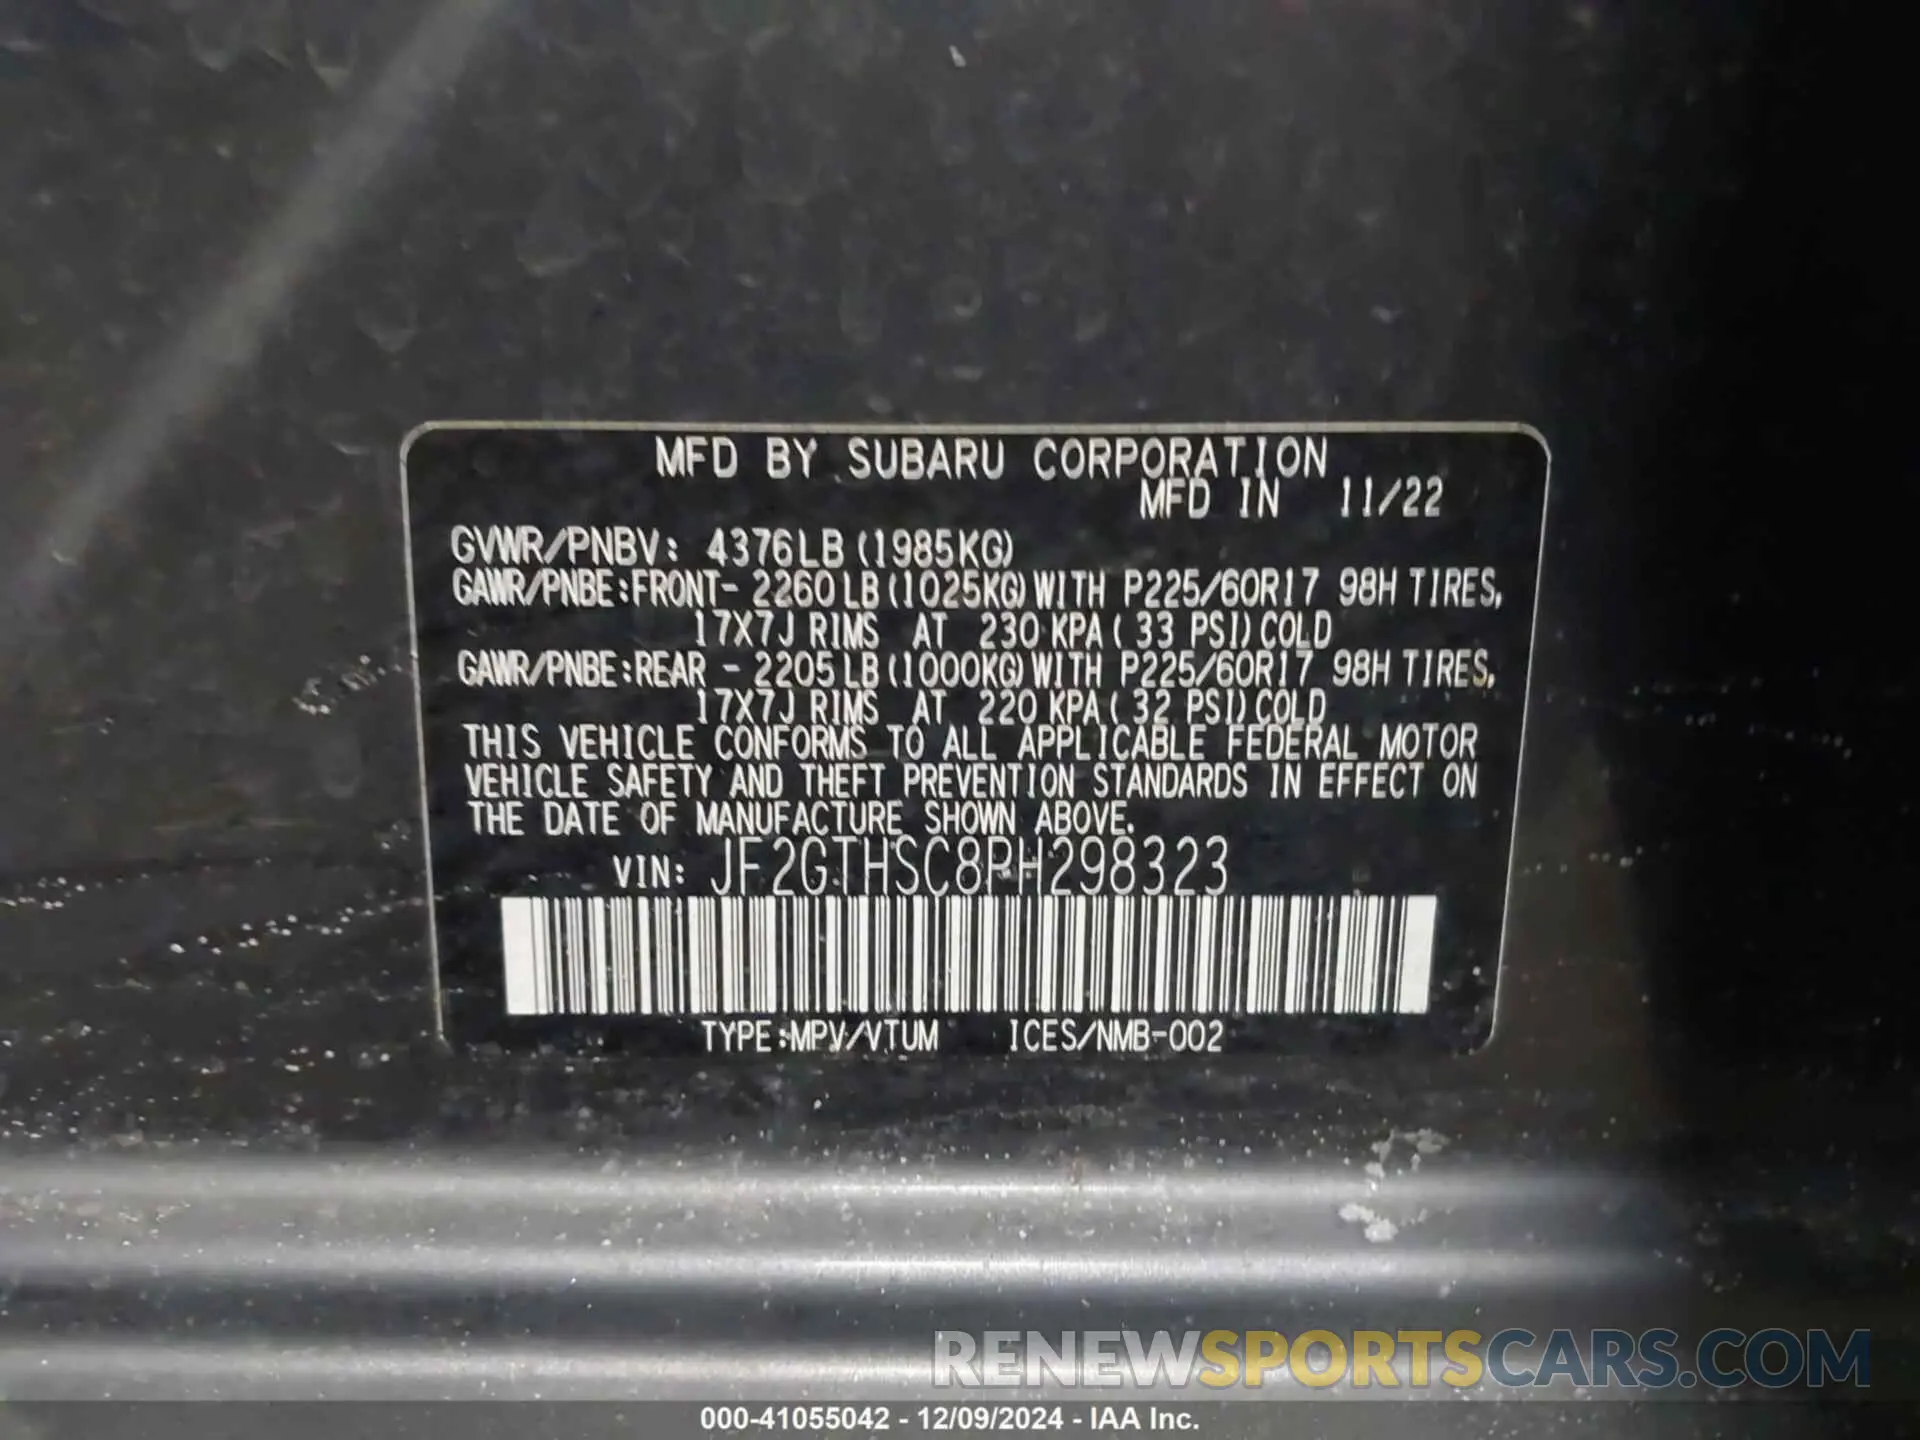 MFD BY SUBARU CORPORATION
MFD IN 11/22
GVWR/PNBV: 4376LB (1985KG)
GAWR/PNBE:FRONT- 2260LB (1025KG) WITH P225/60R17 98H TIRES,
17X7J RIMS AT 230 KPA ( 33 PSI) COLD
GAWR/PNBE:REAR - 2205LB (1000KG) WITH P225/60R17 98H TIRES,
17X7J RIMS AT 220 KPA ( 32 PSI) COLD
THIS VEHICLE CONFORMS TO ALL APPLICABLE FEDERAL MOTOR
VEHICLE SAFETY AND THEFT PREVENTION STANDARDS IN EFFECT ON
THE DATE OF MANUFACTURE SHOWN ABOVE.
VIN: JF2GTHSC8PH298323
TYPE:MPV/VTUM ICES/NMB-002
RENEWSPORTSCARS.COM
000-41055042 - 12/09/2024 - IAA Inc.